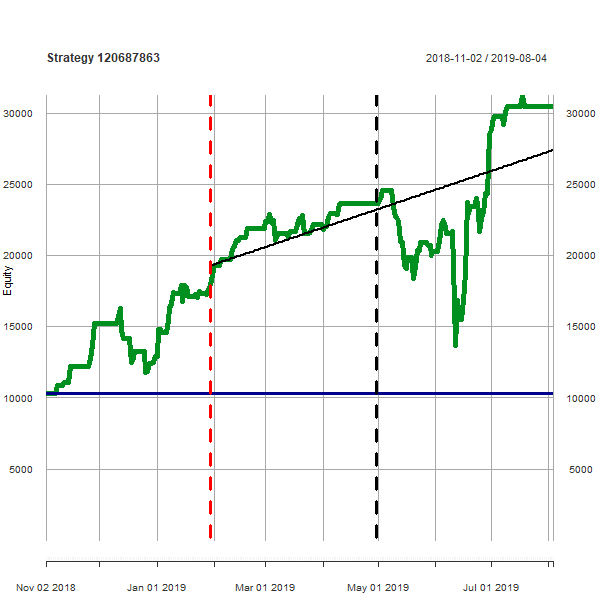 Strategy 120687863
2018-11-02 / 2019-08-04
30000
30000
25000
25000
20000
20000
Equity
15000
15000
10000
10000
5000
5000
Nov 02 2018
Jan 01 2019
Mar 01 2019
May 01 2019
Jul 01 2019